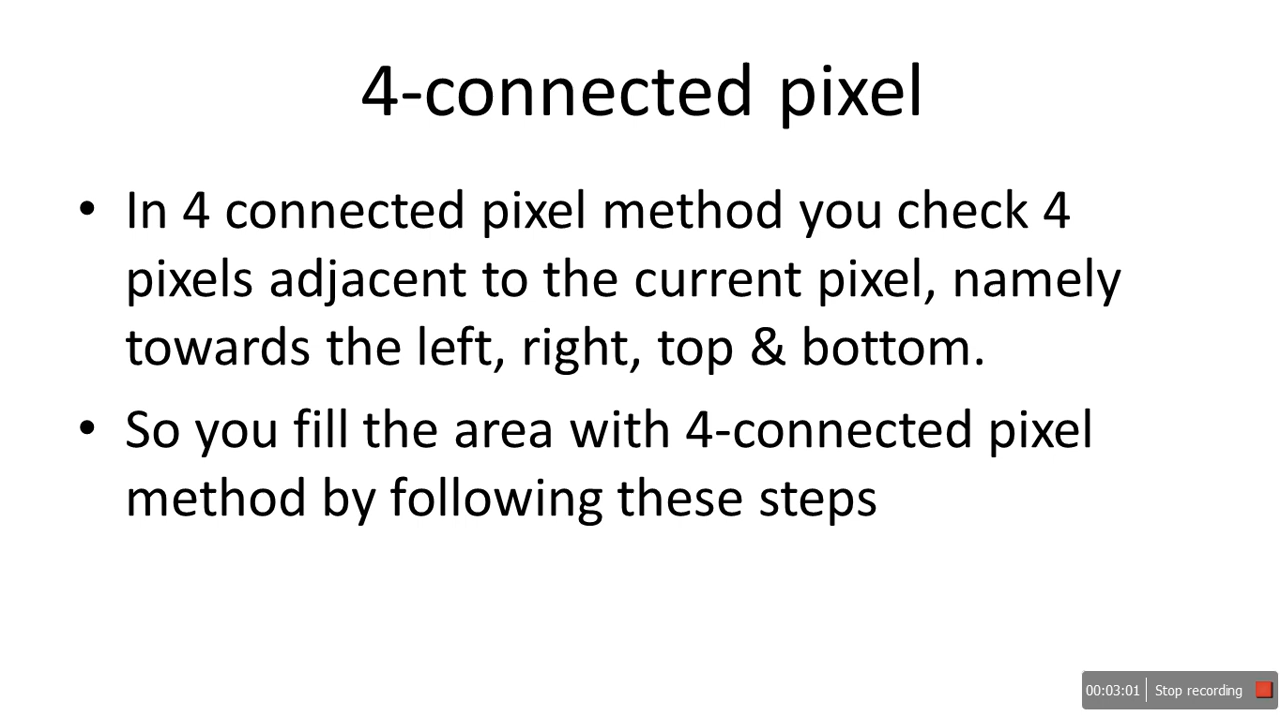 4-connected pixel
• In 4 connected pixel method you check 4
pixels adjacent to the current pixel, namely
towards the left, right, top & bottom.
• So you fill the area with 4-connected pixel
method by following these steps
00:03:01 Stop recording